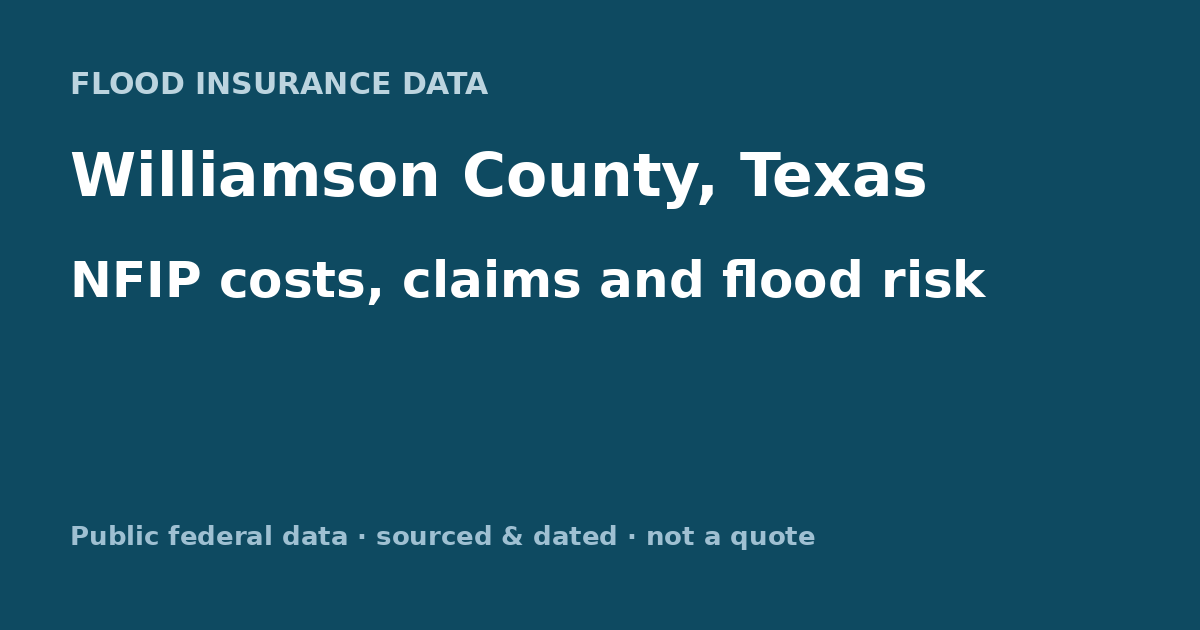 FLOOD INSURANCE DATA
Williamson County, Texas
NFIP costs, claims and flood risk
Public federal data · sourced & dated · not a quote